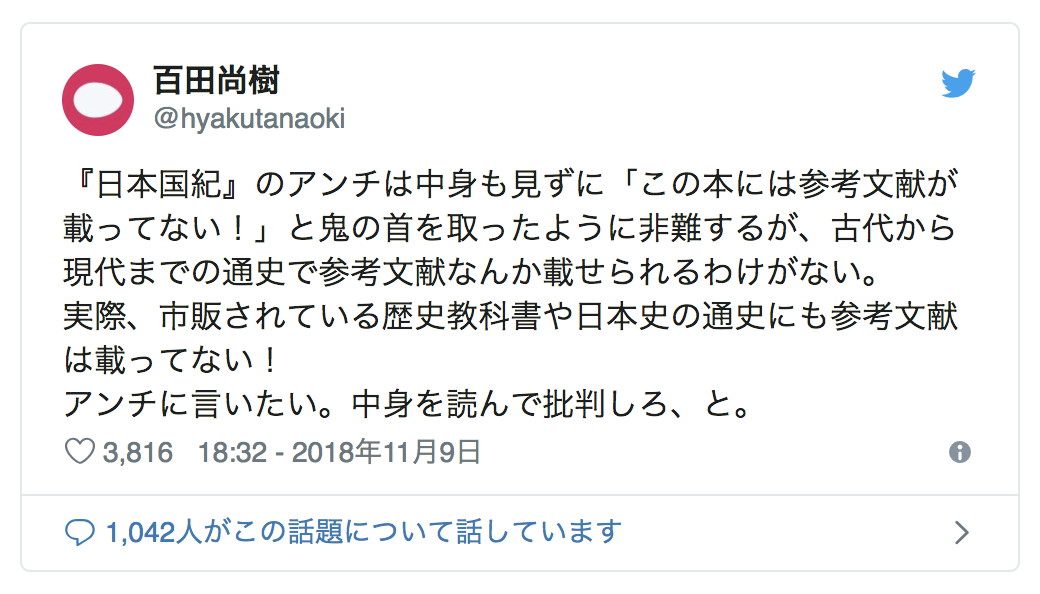 百田尚樹
@hyakutanaoki
『日本国紀』のアンチは中身も見ずに「この本には参考文献が
載ってない！」と鬼の首を取ったように非難するが、古代から
現代までの通史で参考文献なんか載せられるわけがない。
実際、市販されている歴史教科書や日本史の通史にも参考文献
は載ってない！
アンチに言いたい。中身を読んで批判しろ、と。
3,816 18:32 - 2018年11月9日
1,042人がこの話題について話しています